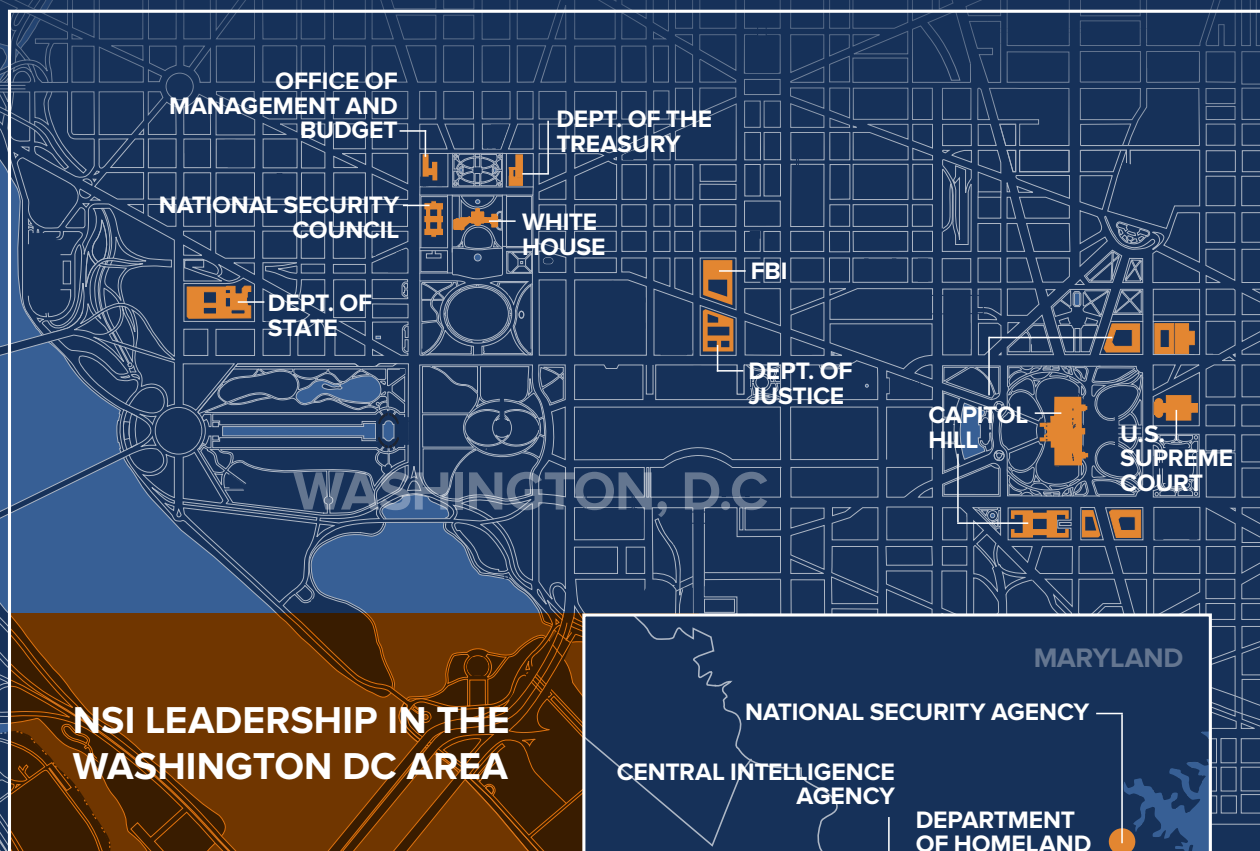 OFFICE OF
MANAGEMENT AND
BUDGET
DEPT. OF THE
TREASURY
NATIONAL SECURITY
COUNCIL
WHITE
HOUSE
FBI
DEPT. OF
STATE
DEPT. OF
JUSTICE
CAPITOL
HILL
U.S.
SUPREME
COURT
WASHINGTON, D.C
NSI LEADERSHIP IN THE
WASHINGTON DC AREA
MARYLAND
NATIONAL SECURITY AGENCY
CENTRAL INTELLIGENCE
AGENCY
DEPARTMENT
OF HOMELAND